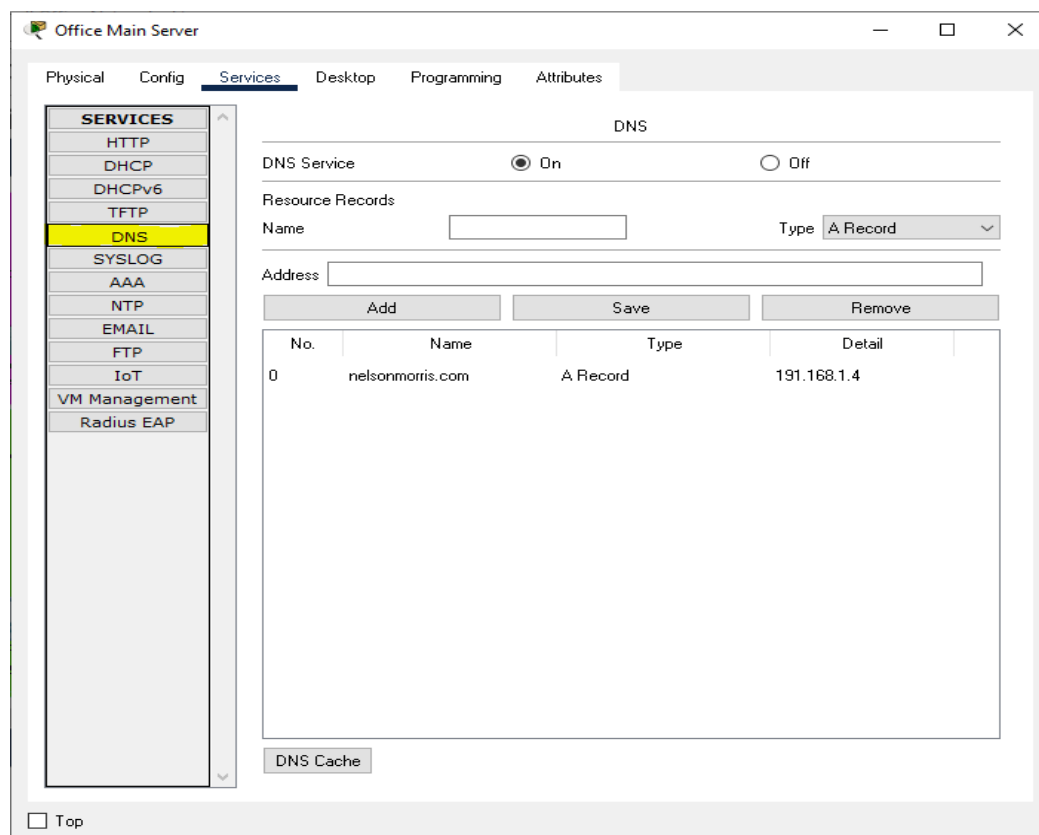 Office Main Server
Physical Config Services Desktop Programming Attributes
SERVICES
HTTP
DHCP
DHCPv6
TFTP
DNS
SYSLOG
AAA
NTP
EMAIL
FTP
IoT
VM Management
Radius EAP
DNS
DNS Service On Off
Resource Records
Name Type A Record
Address
Add Save Remove
No. Name Type Detail
0 nelsonmorris.com A Record 191.168.1.4
DNS Cache
Top